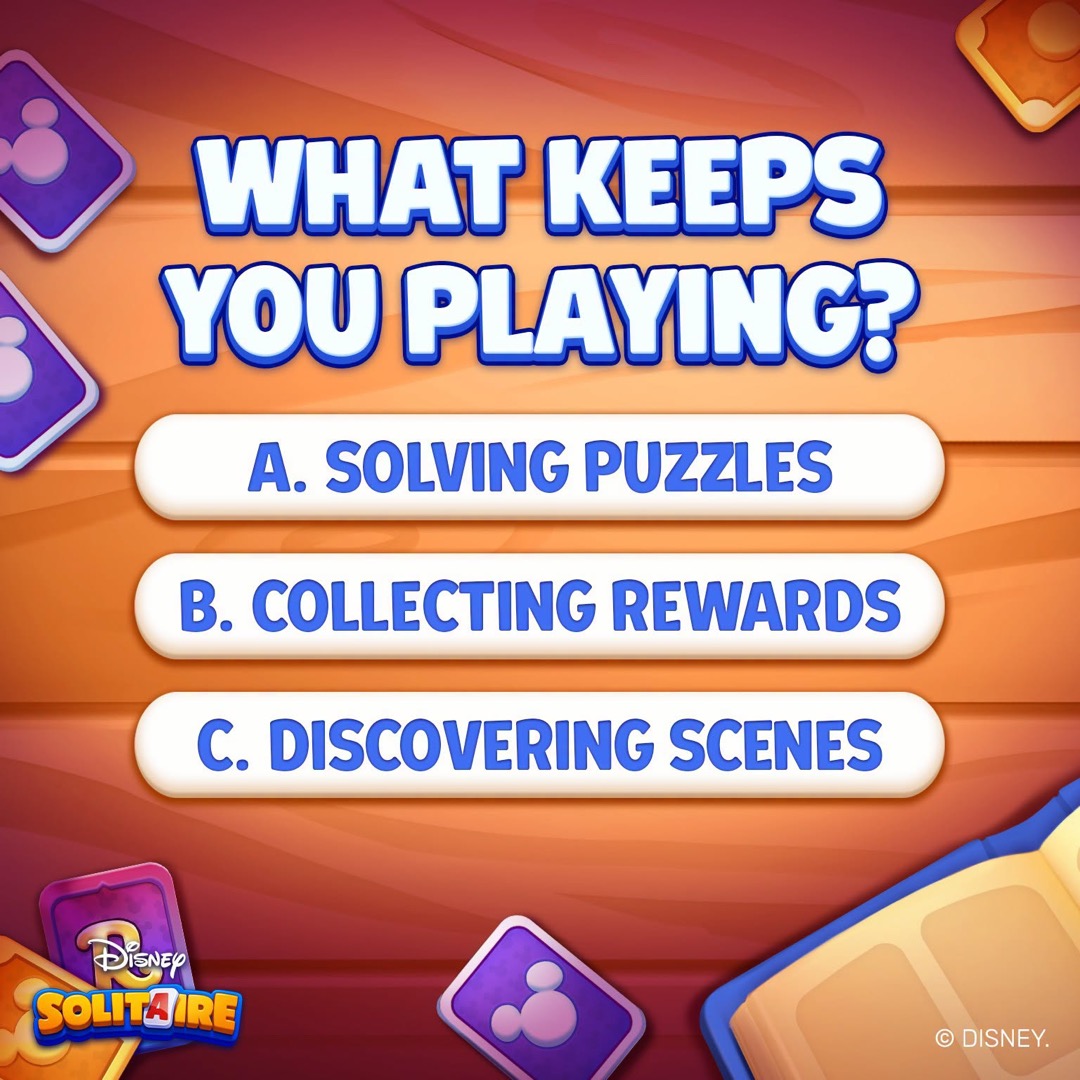 WHAT KEEPS
YOU PLAYING?
A. SOLVING PUZZLES
B. COLLECTING REWARDS
C. DISCOVERING SCENES
R
Disney
SOLITAIRE
© DISNEY.